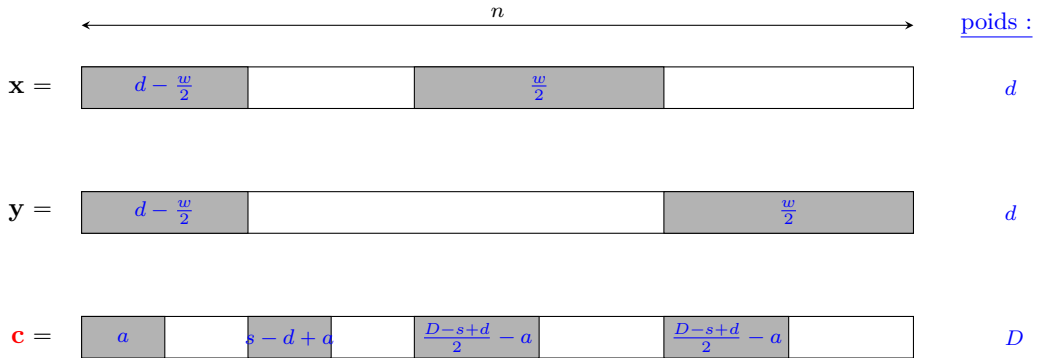 n poids :
x = d − w/2 w/2 d
y = d − w/2 w/2 d
c = a s − d + a (D−s+d)/2 − a (D−s+d)/2 − a D